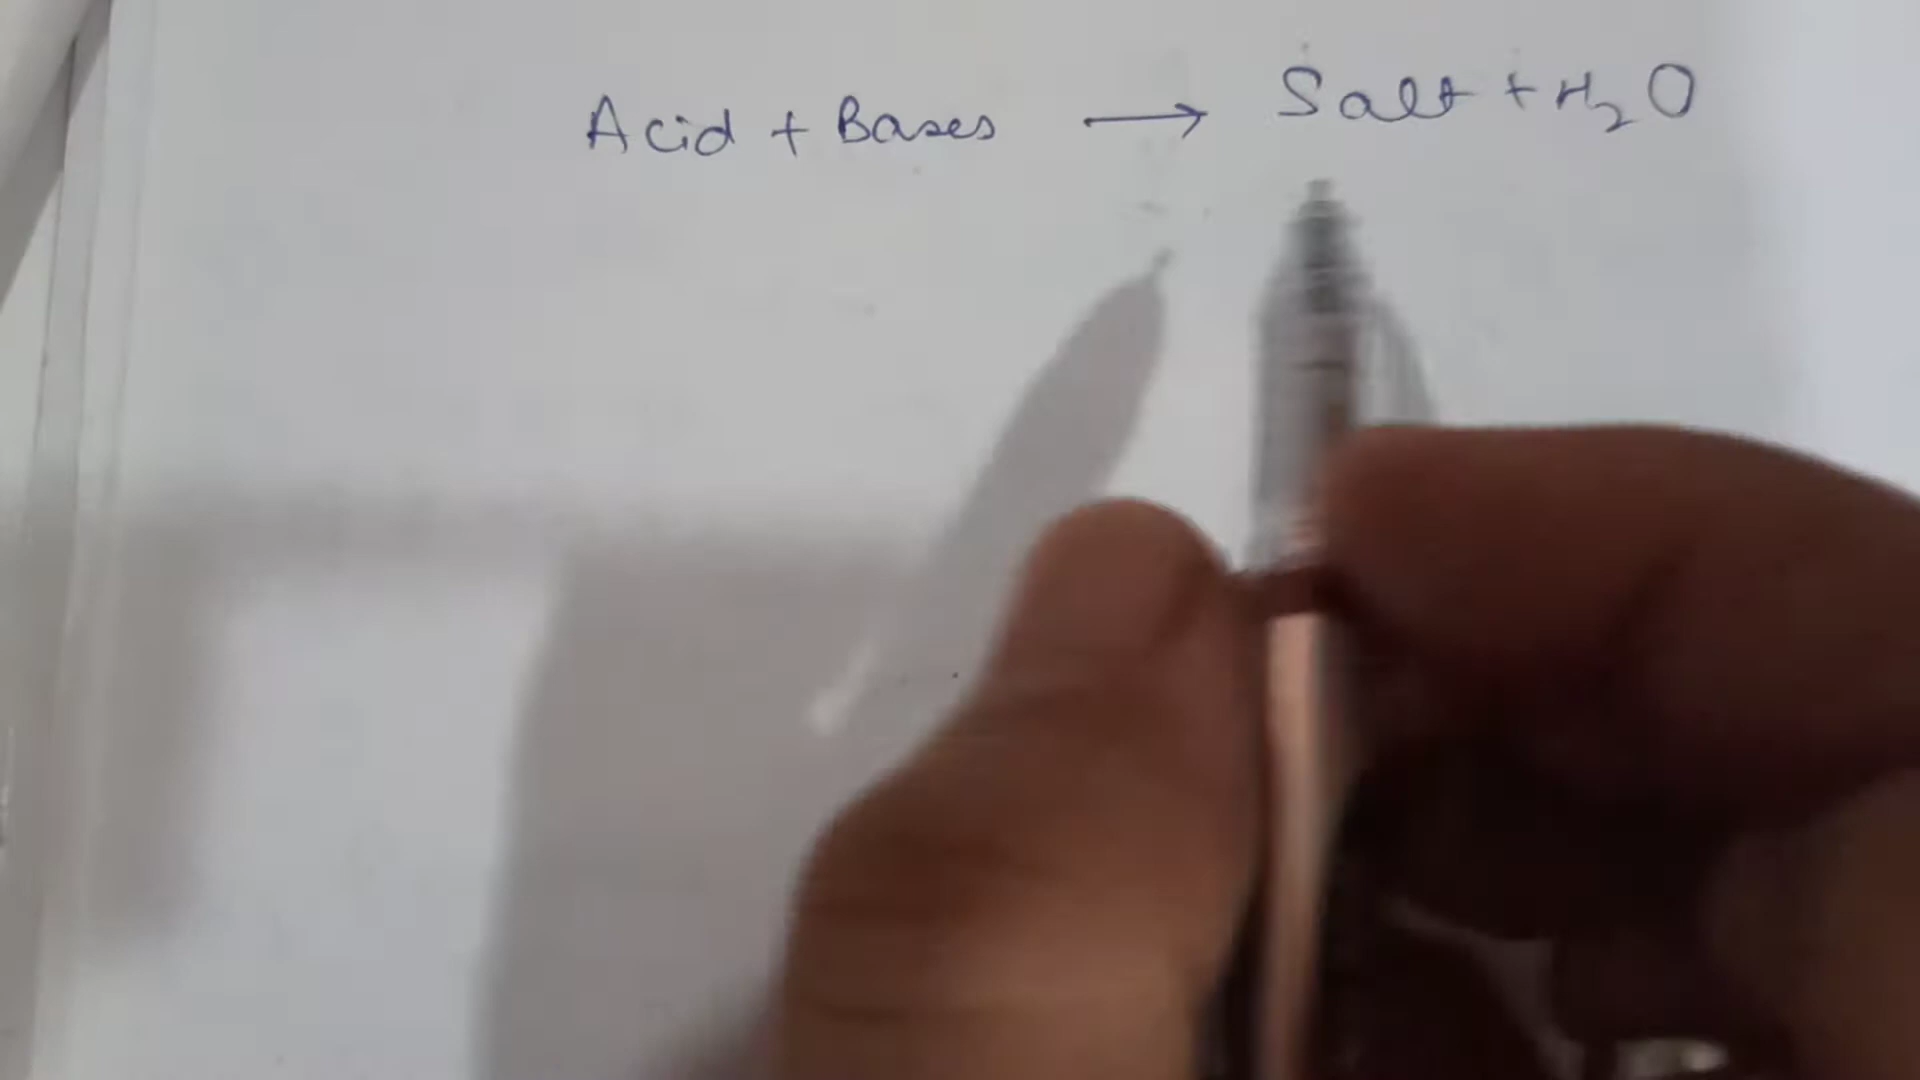 Acid + Bases → Salt + H₂O